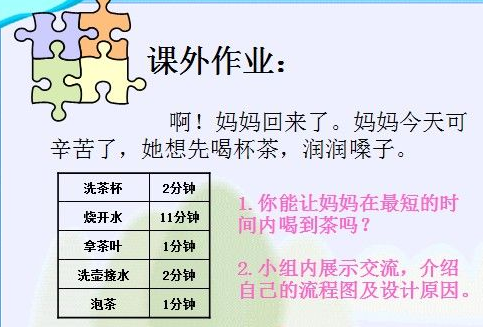 课外作业：
啊！妈妈回来了。妈妈今天可
辛苦了，她想先喝杯茶，润润嗓子。
洗茶杯 2分钟
烧开水 11分钟
拿茶叶 1分钟
洗壶接水 2分钟
泡茶 1分钟
1.你能让妈妈在最短的时
间内喝到茶吗？
2.小组内展示交流，介绍
自己的流程图及设计原因。